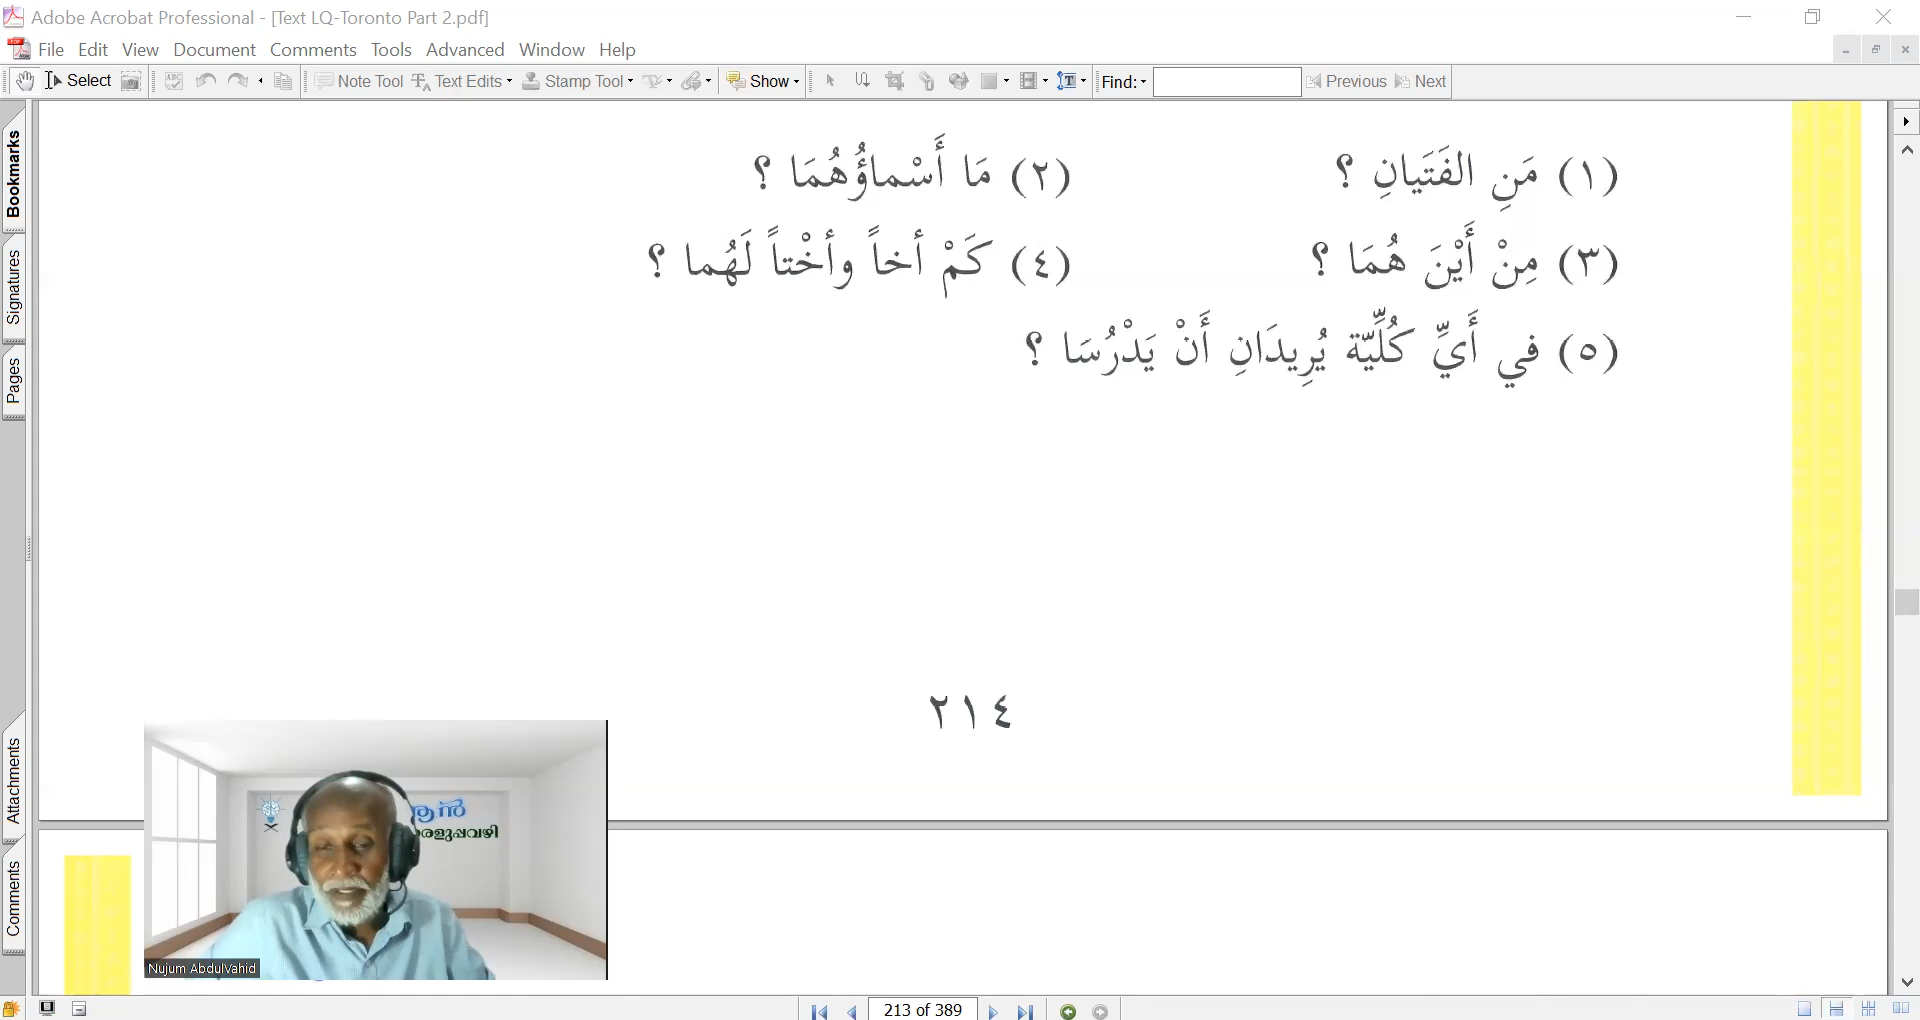 Adobe Acrobat Professional - [Text LQ-Toronto Part 2.pdf]
File Edit View Document Comments Tools Advanced Window Help
Select Note Tool Text Edits Stamp Tool Show Find: Previous Next
Bookmarks
Signatures
Pages
Attachments
Comments
(١) مَنِ الفَتَيانِ ؟ (٢) مَا أَسْماؤُهُمَا ؟
(٣) مِنْ أَيْنَ هُمَا ؟ (٤) كَمْ أخاً وأخْتاً لَهُما ؟
(٥) في أَيِّ كُلِّيّة يُرِيدَانِ أَنْ يَدْرُسَا ؟
٢١٤
Nujum AbdulVahid
213 of 389